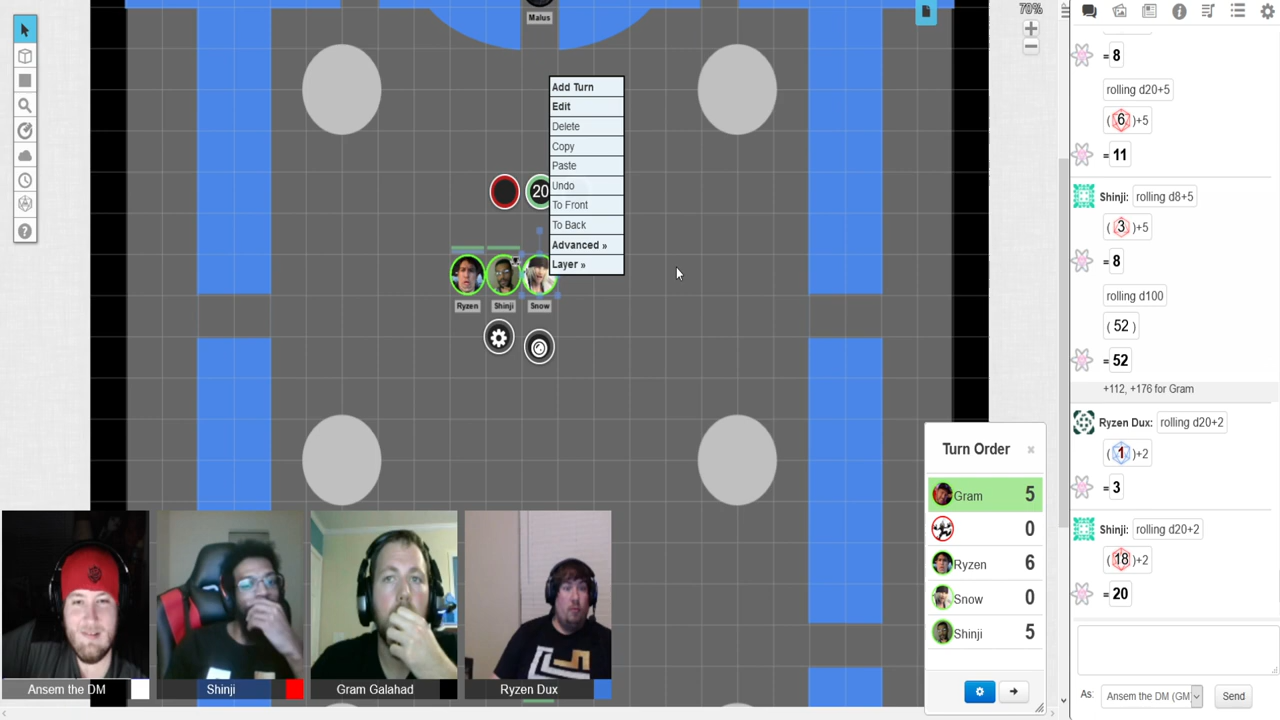 Malus
70%
Add Turn
Edit
Delete
Copy
Paste
Undo
To Front
To Back
Advanced »
Layer »
20
Ryzen
Shinji
Snow
Turn Order
×
Gram 5
0
Ryzen 6
Snow 0
Shinji 5
Ansem the DM
Shinji
Gram Galahad
Ryzen Dux
=8
rolling d20+5
(6)+5
=11
Shinji: rolling d8+5
(3)+5
=8
rolling d100
(52)
=52
+112, +176 for Gram
Ryzen Dux: rolling d20+2
(1)+2
=3
Shinji: rolling d20+2
(18)+2
=20
As: Ansem the DM (GM)
Send